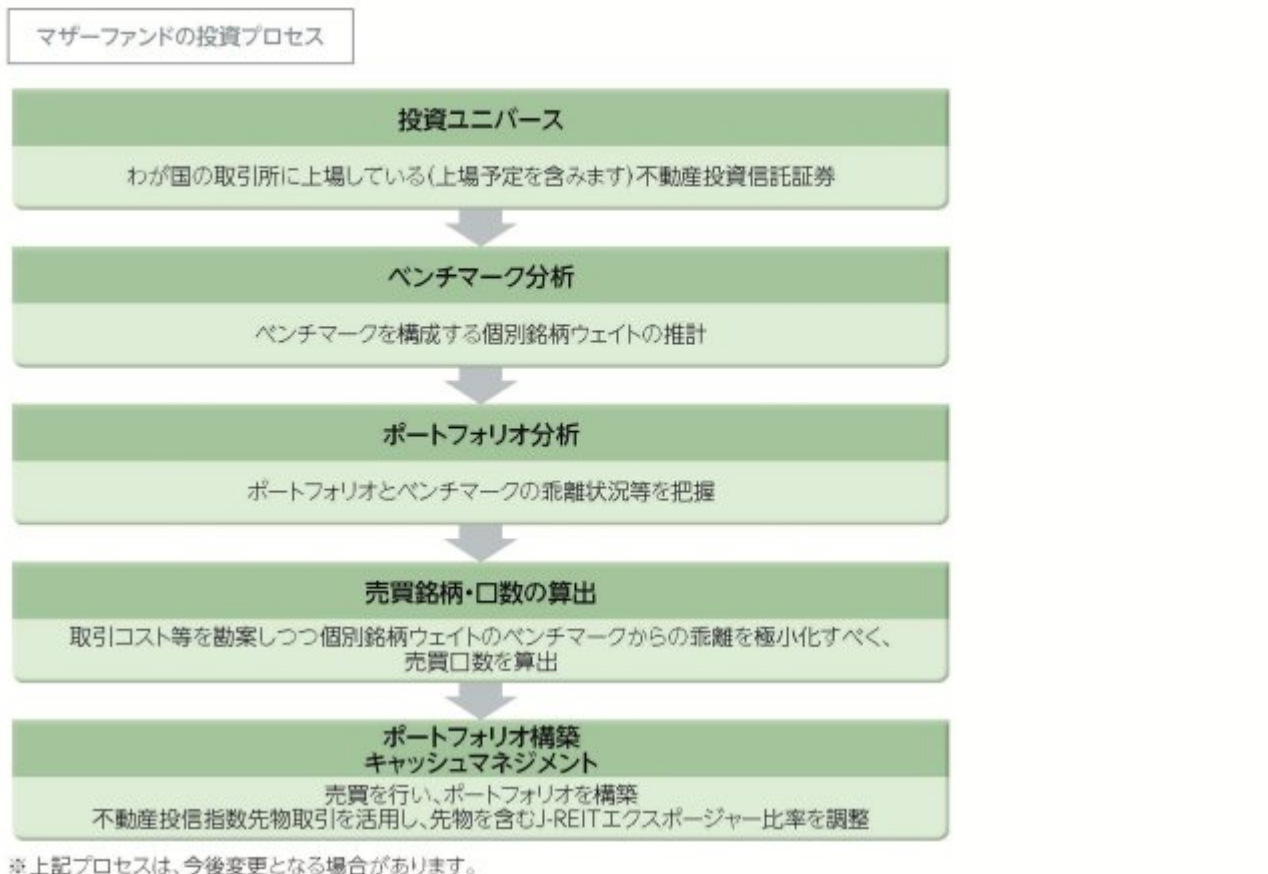 マザーファンドの投資プロセス
投資ユニバース
わが国の取引所に上場している(上場予定を含みます)不動産投資信託証券
ベンチマーク分析
ベンチマークを構成する個別銘柄ウェイトの推計
ポートフォリオ分析
ポートフォリオとベンチマークの乖離状況等を把握
売買銘柄・口数の算出
取引コスト等を勘案しつつ個別銘柄ウェイトのベンチマークからの乖離を極小化すべく、
売買口数を算出
ポートフォリオ構築
キャッシュマネジメント
売買を行い、ポートフォリオを構築
不動産投信指数先物取引を活用し、先物を含むJ-REITエクスポージャー比率を調整
※上記プロセスは、今後変更となる場合があります。